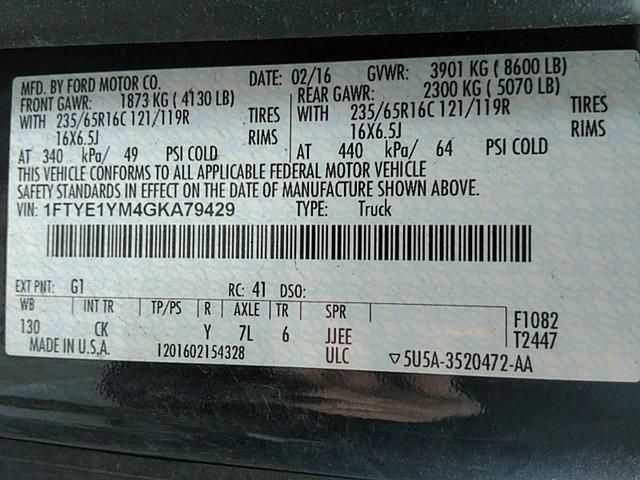 MFD. BY FORD MOTOR CO. DATE: 02/16 GVWR: 3901 KG ( 8600 LB)
FRONT GAWR: 1873 KG ( 4130 LB) REAR GAWR: 2300 KG ( 5070 LB)
WITH 235/65R16C 121/119R TIRES WITH 235/65R16C 121/119R TIRES
16X6.5J RIMS 16X6.5J RIMS
AT 340 kPa/ 49 PSI COLD AT 440 kPa/ 64 PSI COLD
THIS VEHICLE CONFORMS TO ALL APPLICABLE FEDERAL MOTOR VEHICLE
SAFETY STANDARDS IN EFFECT ON THE DATE OF MANUFACTURE SHOWN ABOVE.
VIN: 1FTYE1YM4GKA79429 TYPE: Truck
EXT PNT: G1 RC: 41 DSO:
WB INT TR TP/PS R AXLE TR SPR
130 CK Y 7L 6 JJEE F1082
MADE IN U.S.A. 1201602154328 ULC T2447
▽5U5A-3520472-AA